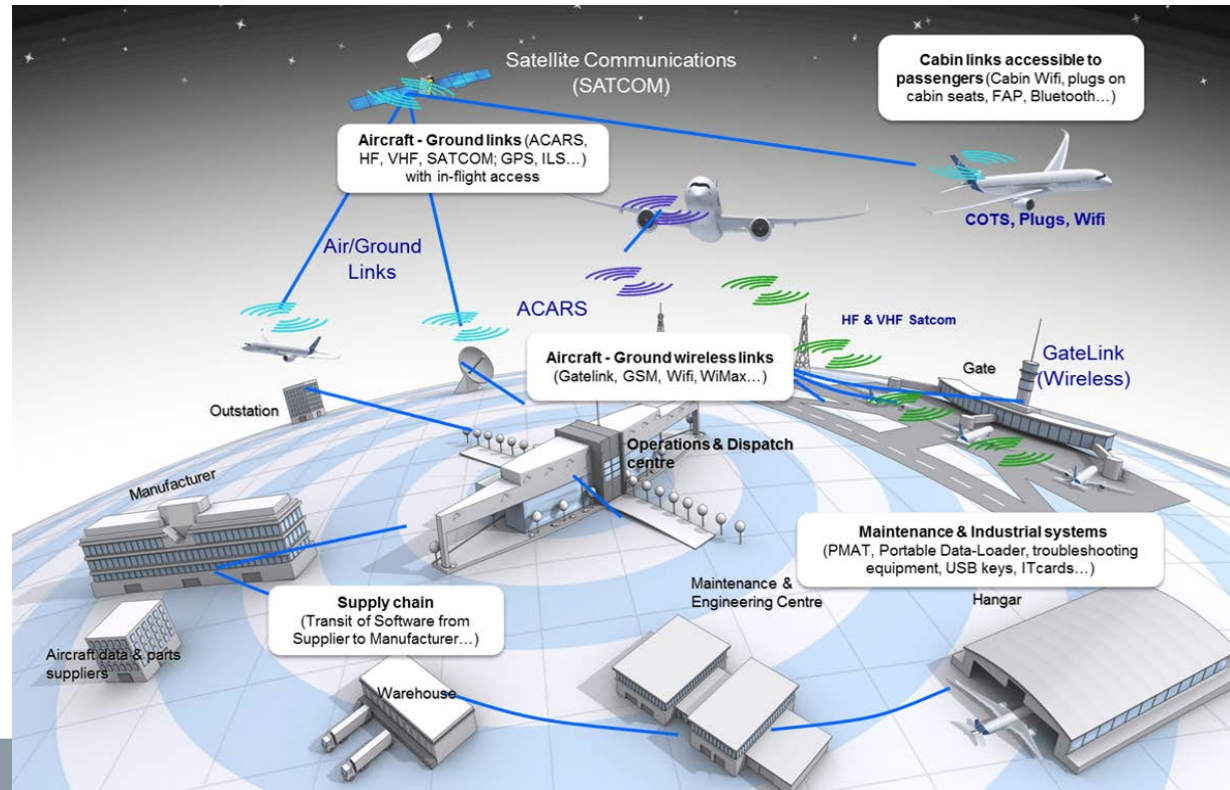 Satellite Communications
(SATCOM)
Cabin links accessible to
passengers (Cabin Wifi, plugs on
cabin seats, FAP, Bluetooth…)
Aircraft - Ground links (ACARS,
HF, VHF, SATCOM; GPS, ILS…)
with in-flight access
COTS, Plugs, Wifi
Air/Ground
Links
ACARS
HF & VHF Satcom
Aircraft - Ground wireless links
(Gatelink, GSM, Wifi, WiMax…)
Gate
GateLink
(Wireless)
Outstation
Operations & Dispatch
centre
Manufacturer
Maintenance & Industrial systems
(PMAT, Portable Data-Loader, troubleshooting
equipment, USB keys, ITcards…)
Maintenance &
Engineering Centre
Hangar
Supply chain
(Transit of Software from
Supplier to Manufacturer…)
Aircraft data & parts
suppliers
Warehouse